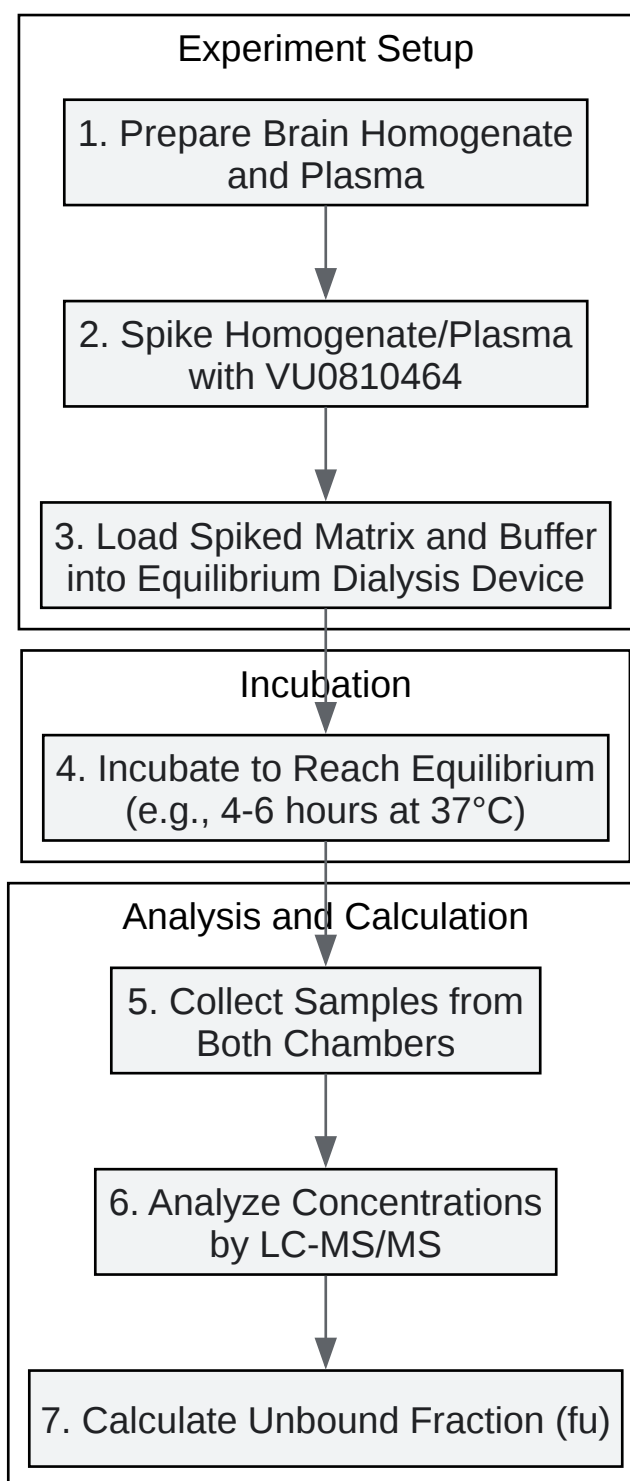 Experiment Setup
1. Prepare Brain Homogenate
and Plasma
2. Spike Homogenate/Plasma
with VU0810464
3. Load Spiked Matrix and Buffer
into Equilibrium Dialysis Device
Incubation
4. Incubate to Reach Equilibrium
(e.g., 4-6 hours at 37°C)
Analysis and Calculation
5. Collect Samples from
Both Chambers
6. Analyze Concentrations
by LC-MS/MS
7. Calculate Unbound Fraction (fu)